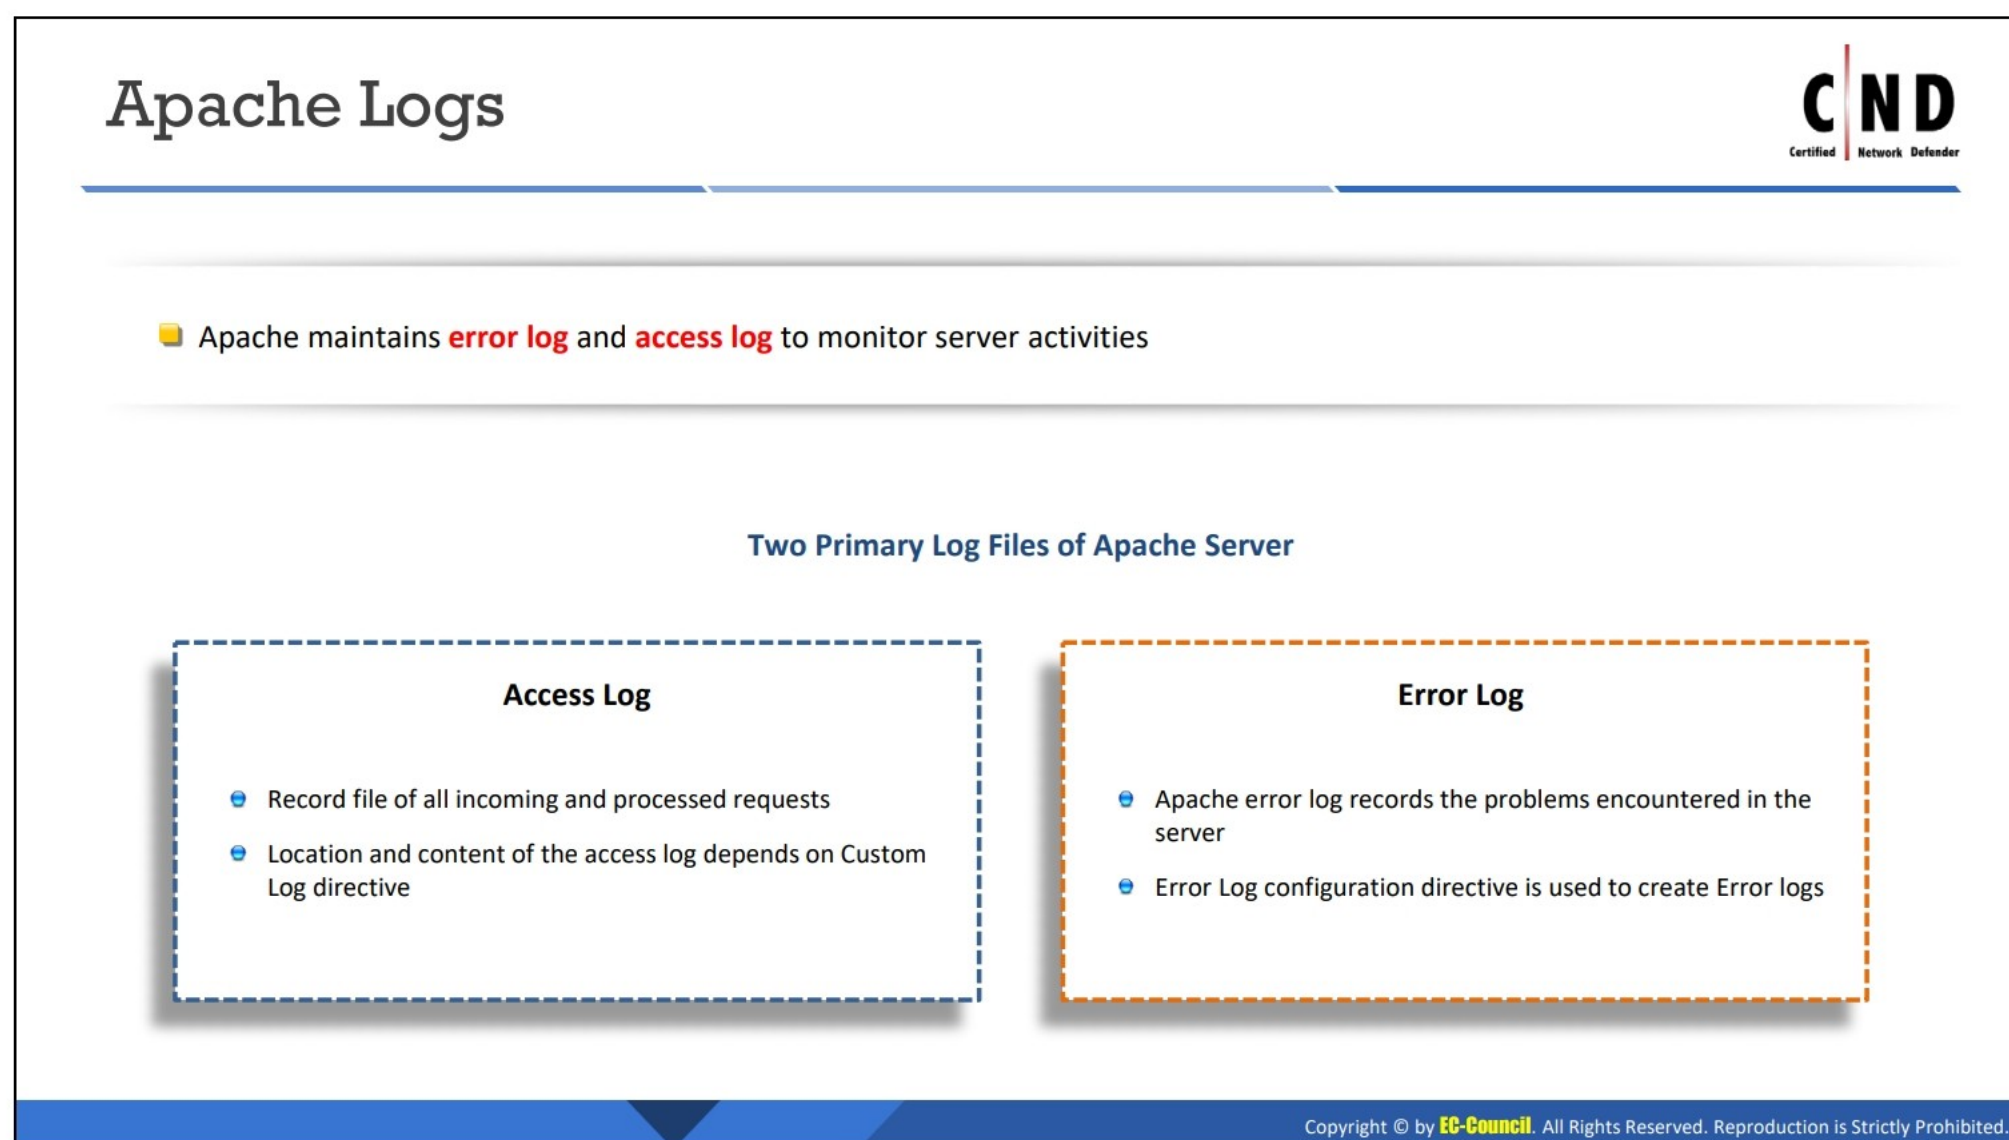 Apache Logs
C N D
Certified Network Defender
Apache maintains error log and access log to monitor server activities
Two Primary Log Files of Apache Server
Access Log
Record file of all incoming and processed requests
Location and content of the access log depends on Custom
Log directive
Error Log
Apache error log records the problems encountered in the
server
Error Log configuration directive is used to create Error logs
Copyright © by EC-Council. All Rights Reserved. Reproduction is Strictly Prohibited.